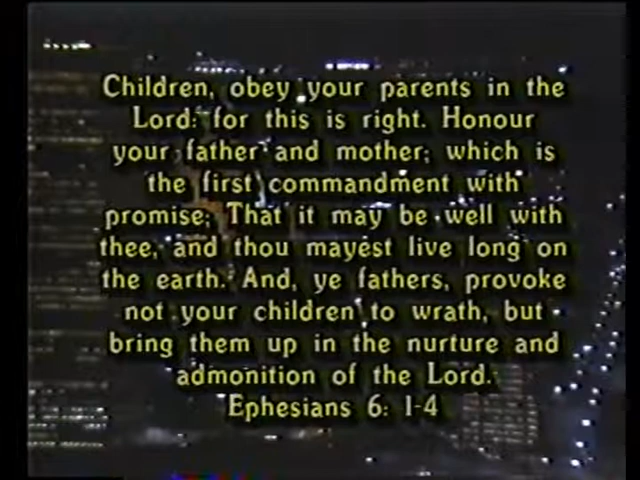 Children, obey your parents in the
Lord: for this is right. Honour
your father and mother; which is
the first commandment with
promise; That it may be well with
thee, and thou mayest live long on
the earth. And, ye fathers, provoke
not your children to wrath, but
bring them up in the nurture and
admonition of the Lord.
Ephesians 6: 1-4